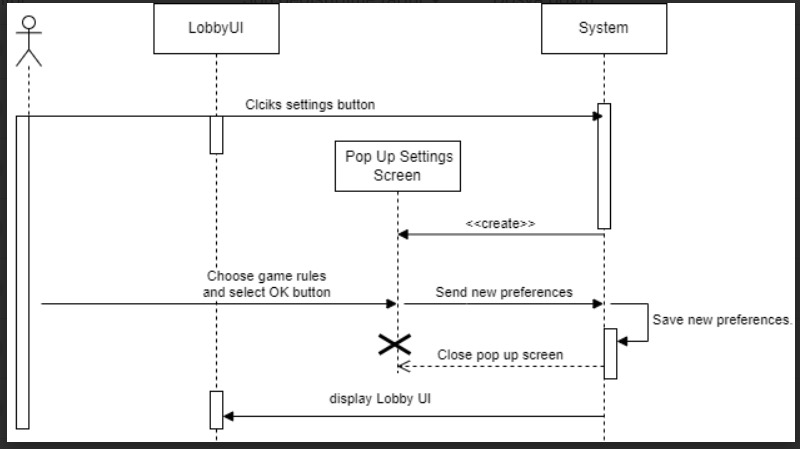 LobbyUI
System
Clciks settings button
Pop Up Settings
Screen
<<create>>
Choose game rules
and select OK button
Send new preferences
Save new preferences.
Close pop up screen
display Lobby UI